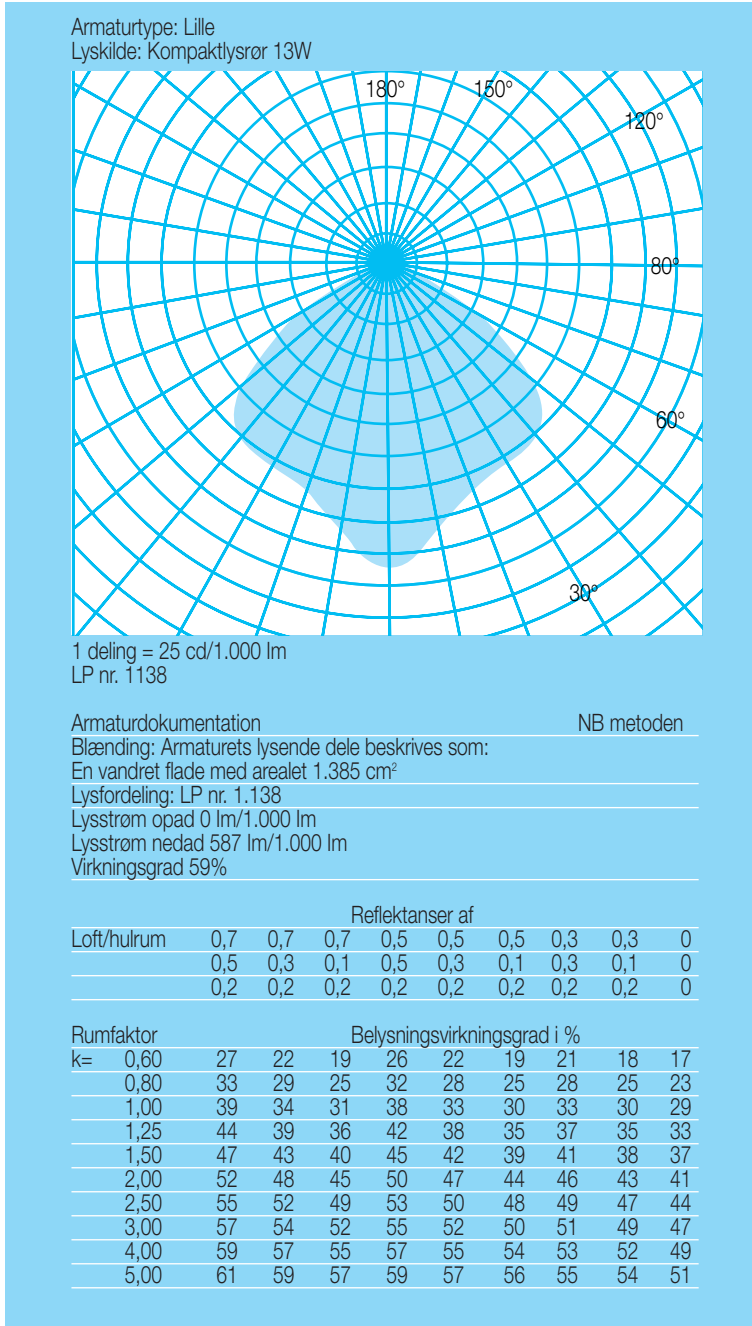 Armaturtype: Lille
Lyskilde: Kompaktlysrør 13W
180° 150°
120°
80°
60°
30°
1 deling = 25 cd/1.000 lm
LP nr. 1138
Armaturdokumentation NB metoden
Blænding: Armaturets lysende dele beskrives som:
En vandret flade med arealet 1.385 cm²
Lysfordeling: LP nr. 1.138
Lysstrøm opad 0 lm/1.000 lm
Lysstrøm nedad 587 lm/1.000 lm
Virkningsgrad 59%
Reflektanser af
Loft/hulrum 0,7 0,7 0,7 0,5 0,5 0,5 0,3 0,3 0
0,5 0,3 0,1 0,5 0,3 0,1 0,3 0,1 0
0,2 0,2 0,2 0,2 0,2 0,2 0,2 0,2 0
Rumfaktor Belysningsvirkningsgrad i %
k= 0,60 27 22 19 26 22 19 21 18 17
0,80 33 29 25 32 28 25 28 25 23
1,00 39 34 31 38 33 30 33 30 29
1,25 44 39 36 42 38 35 37 35 33
1,50 47 43 40 45 42 39 41 38 37
2,00 52 48 45 50 47 44 46 43 41
2,50 55 52 49 53 50 48 49 47 44
3,00 57 54 52 55 52 50 51 49 47
4,00 59 57 55 57 55 54 53 52 49
5,00 61 59 57 59 57 56 55 54 51